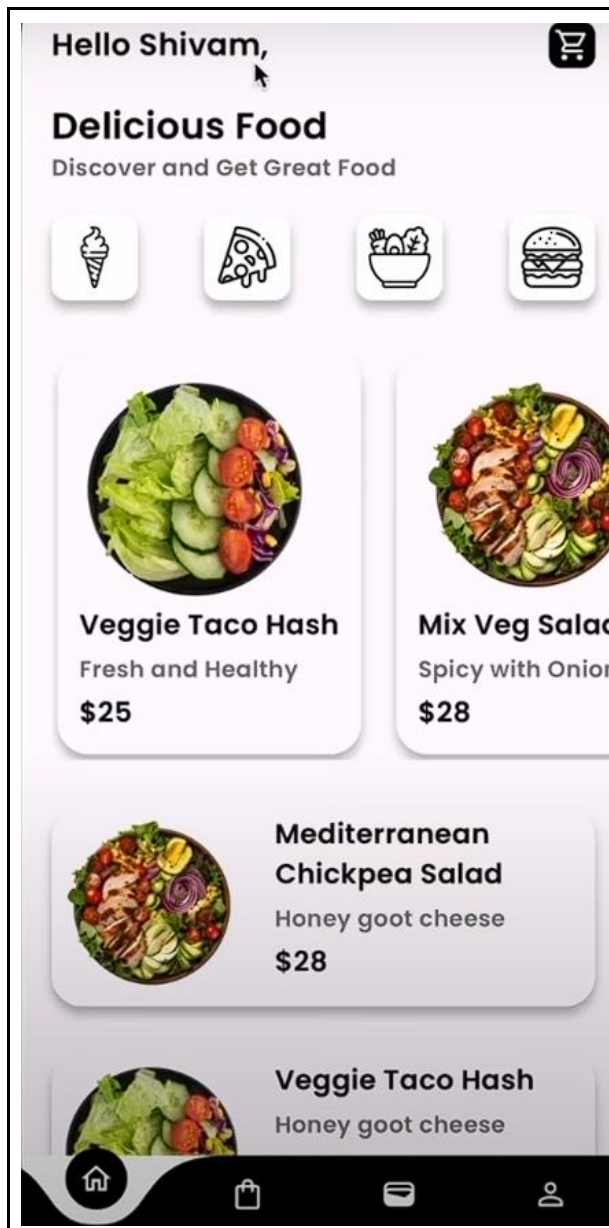 Hello Shivam,
Delicious Food
Discover and Get Great Food
Veggie Taco Hash
Fresh and Healthy
$25
Mix Veg Salad
Spicy with Onion
$28
Mediterranean
Chickpea Salad
Honey goot cheese
$28
Veggie Taco Hash
Honey goot cheese